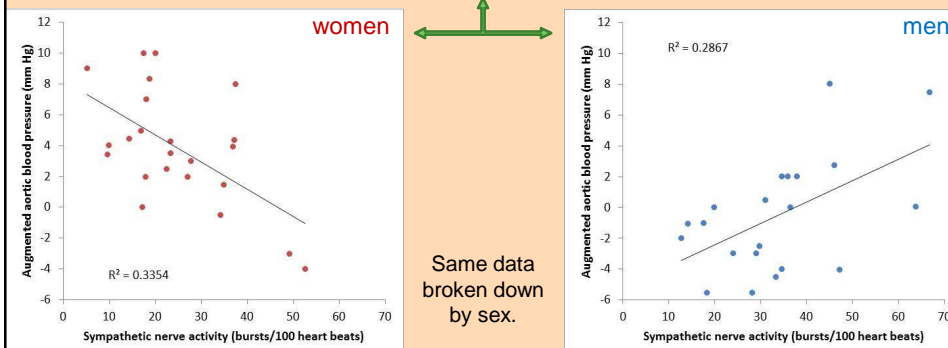 women
12
10
8
6
4
2
0
-2
-4
-6
Augmented aortic blood pressure (mm Hg)
R² = 0.3354
0 10 20 30 40 50 60 70
Sympathetic nerve activity (bursts/100 heart beats)
Same data
broken down
by sex.
men
12
10
8
6
4
2
0
-2
-4
-6
Augmented aortic blood pressure (mm Hg)
R² = 0.2867
0 10 20 30 40 50 60 70
Sympathetic nerve activity (bursts/100 heart beats)